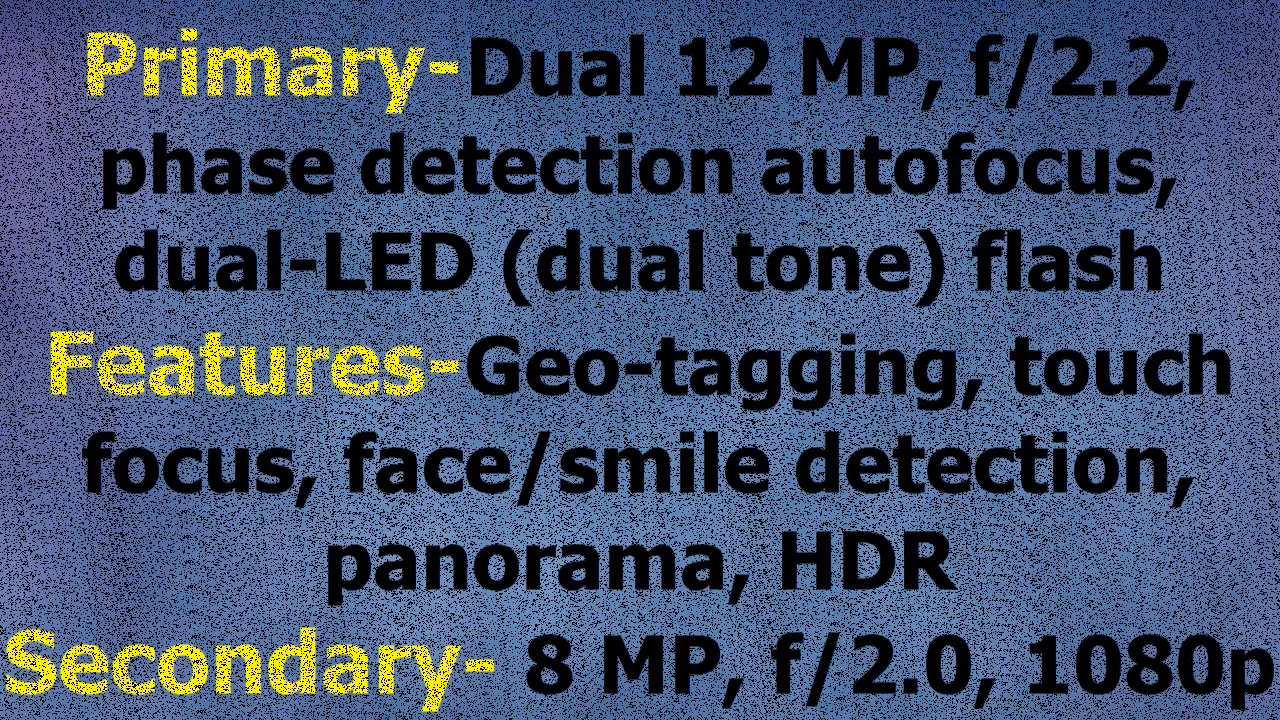 Primary-Dual 12 MP, f/2.2,
phase detection autofocus,
dual-LED (dual tone) flash
Features-Geo-tagging, touch
focus, face/smile detection,
panorama, HDR
Secondary- 8 MP, f/2.0, 1080p